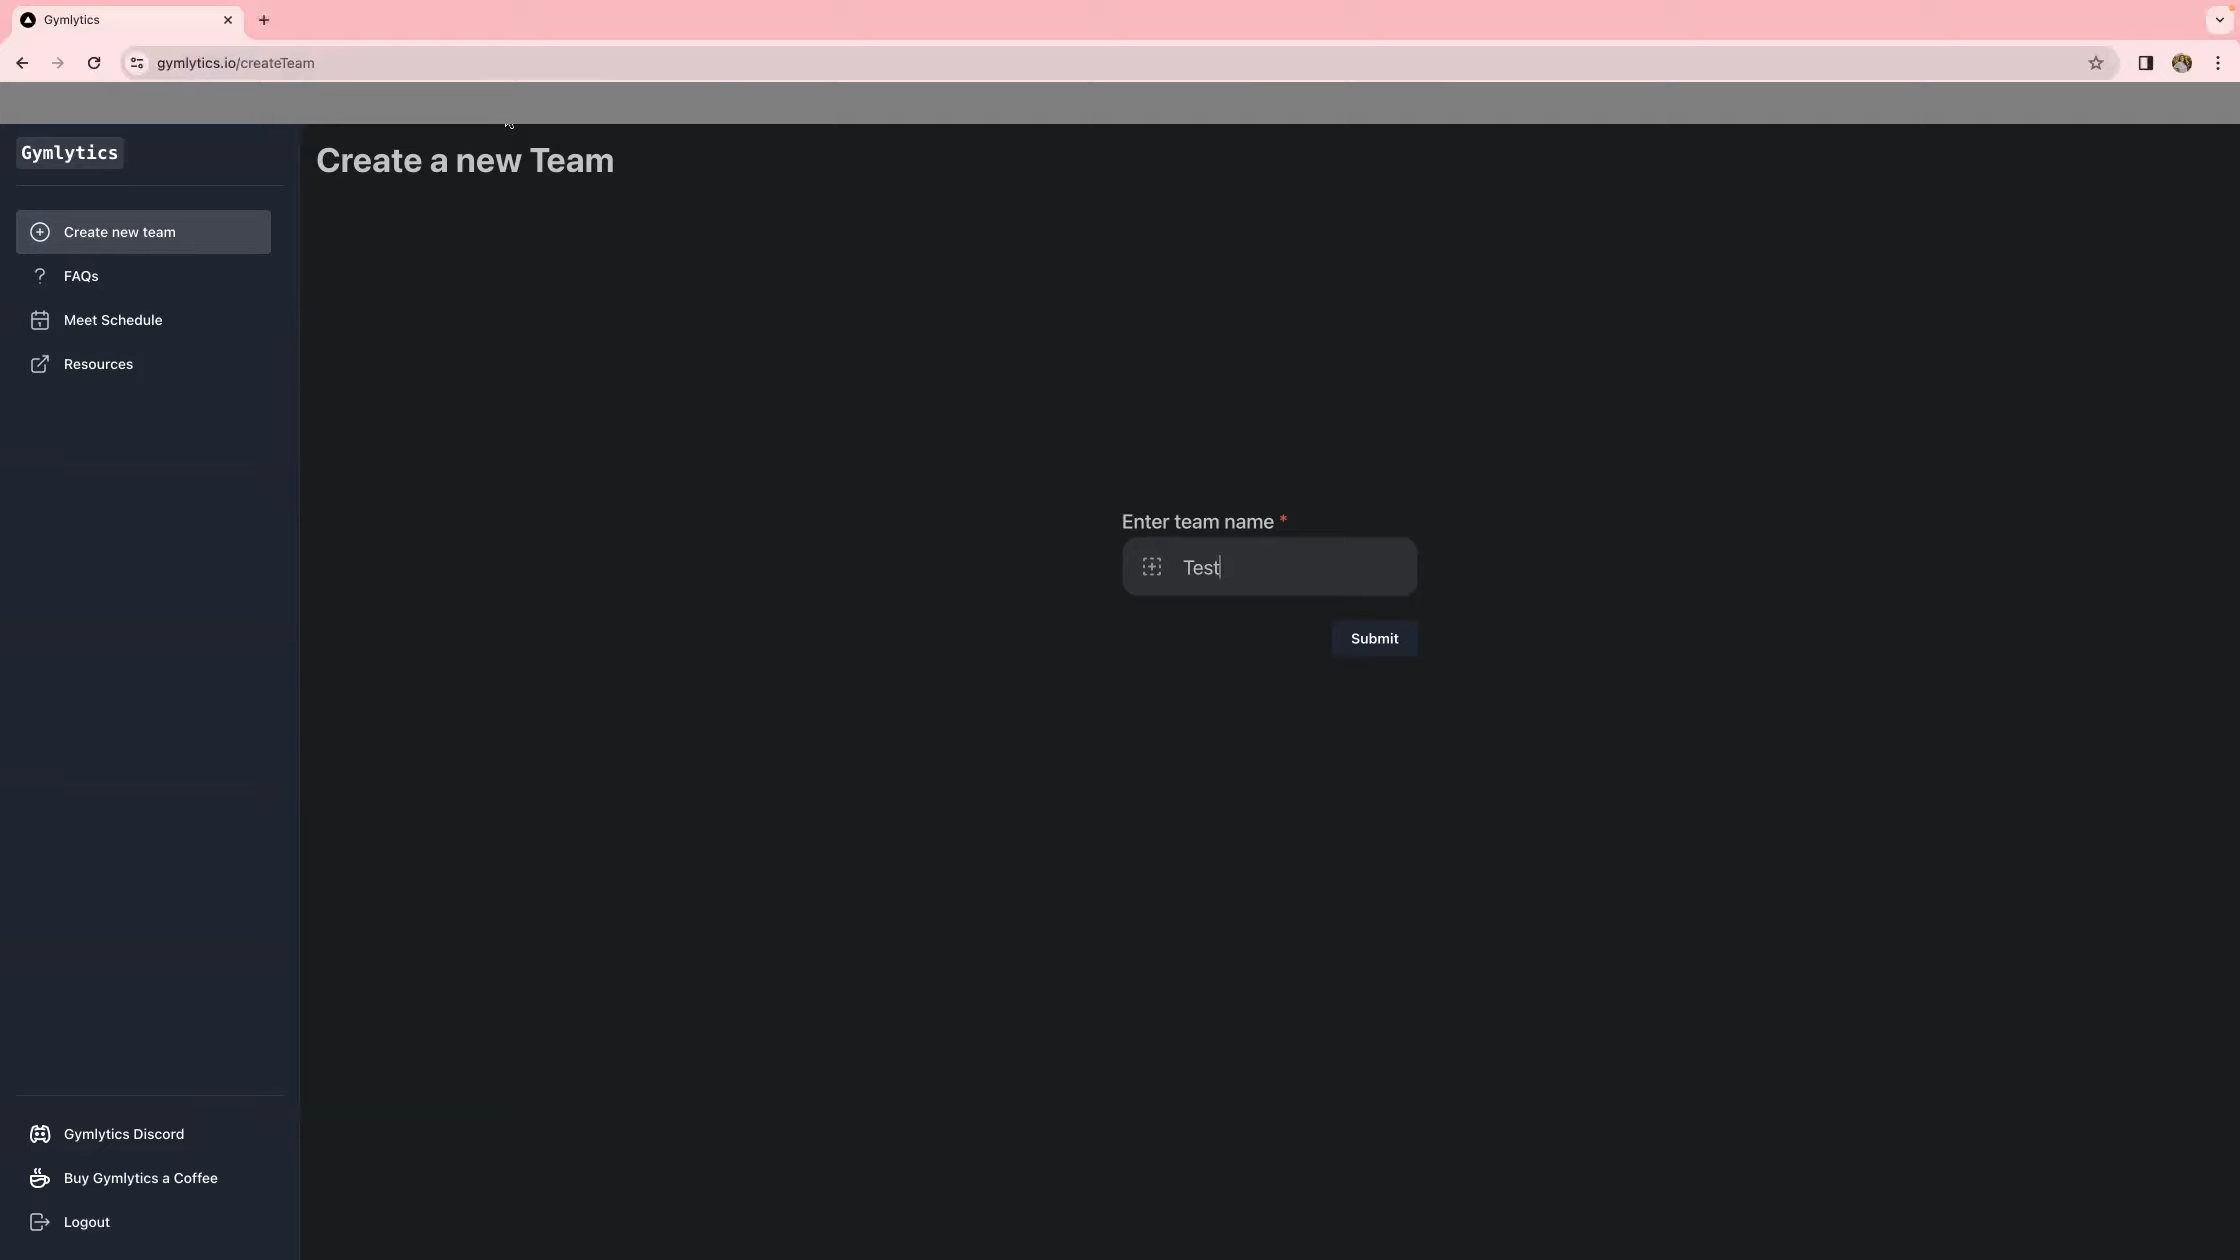 Gymlytics
gymlytics.io/createTeam
Gymlytics
Create a new Team
Create new team
FAQs
Meet Schedule
Resources
Enter team name *
Test
Submit
Gymlytics Discord
Buy Gymlytics a Coffee
Logout